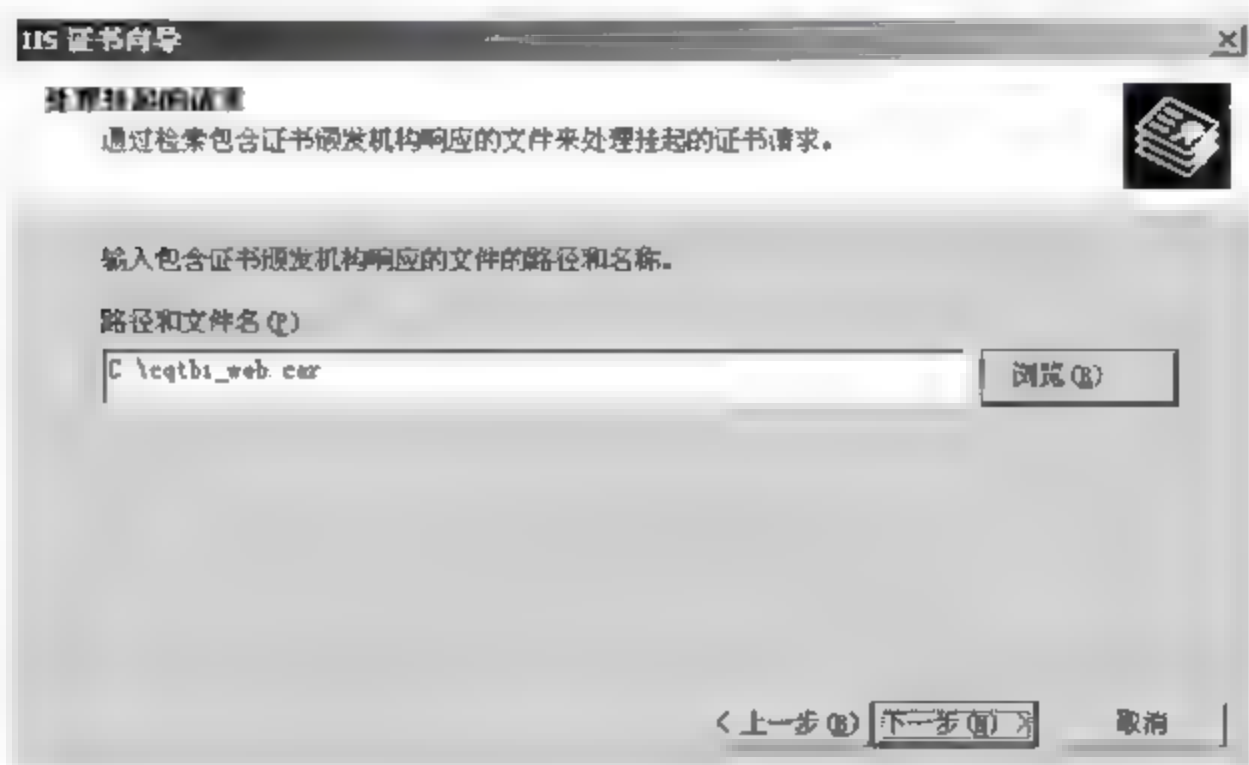 IIS 证书向导
处理挂起的请求
通过检索包含证书颁发机构响应的文件来处理挂起的证书请求。
输入包含证书颁发机构响应的文件的路径和名称。
路径和文件名(P)
浏览(R)
< 上一步(B) 下一步(N) > 取消